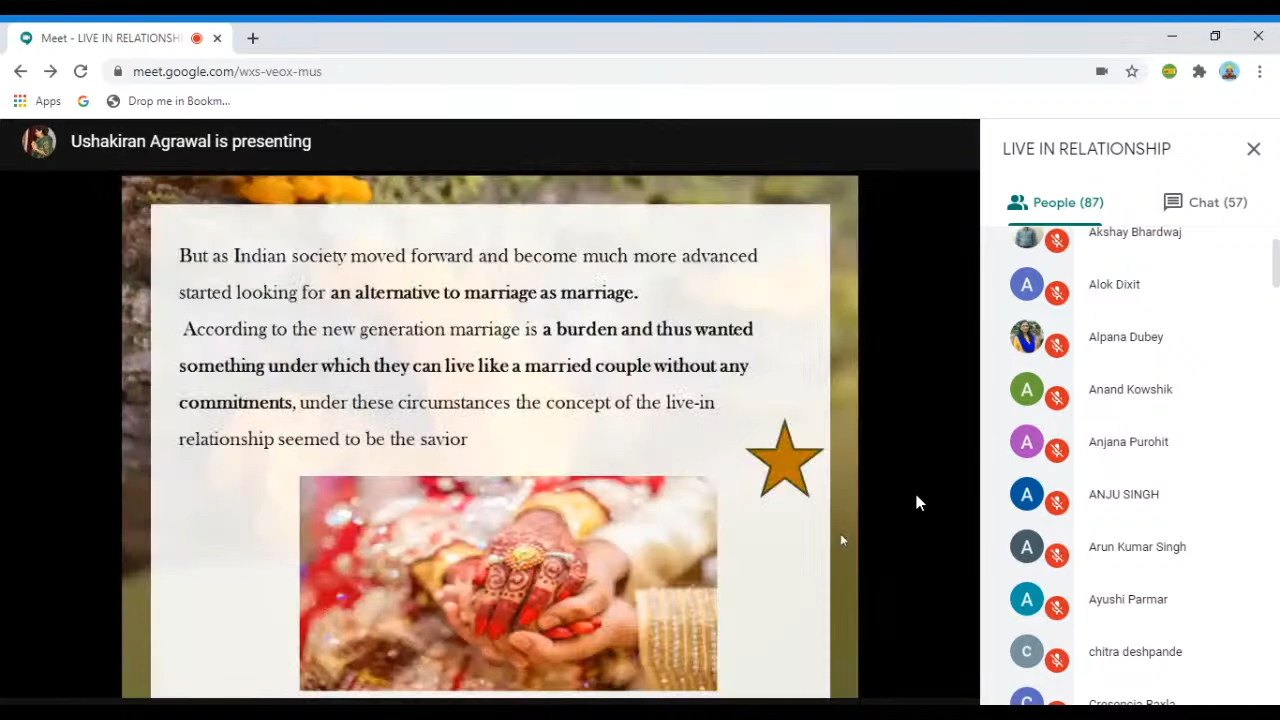 Meet - LIVE IN RELATIONSHI
meet.google.com/wxs-veox-mus
Apps
Drop me in Bookm...
Ushakiran Agrawal is presenting
LIVE IN RELATIONSHIP
People (87)
Chat (57)
But as Indian society moved forward and become much more advanced
started looking for an alternative to marriage as marriage.
According to the new generation marriage is a burden and thus wanted
something under which they can live like a married couple without any
commitments, under these circumstances the concept of the live-in
relationship seemed to be the savior
Akshay Bhardwaj
A
Alok Dixit
Alpana Dubey
A
Anand Kowshik
A
Anjana Purohit
A
ANJU SINGH
A
Arun Kumar Singh
A
Ayushi Parmar
c
chitra deshpande